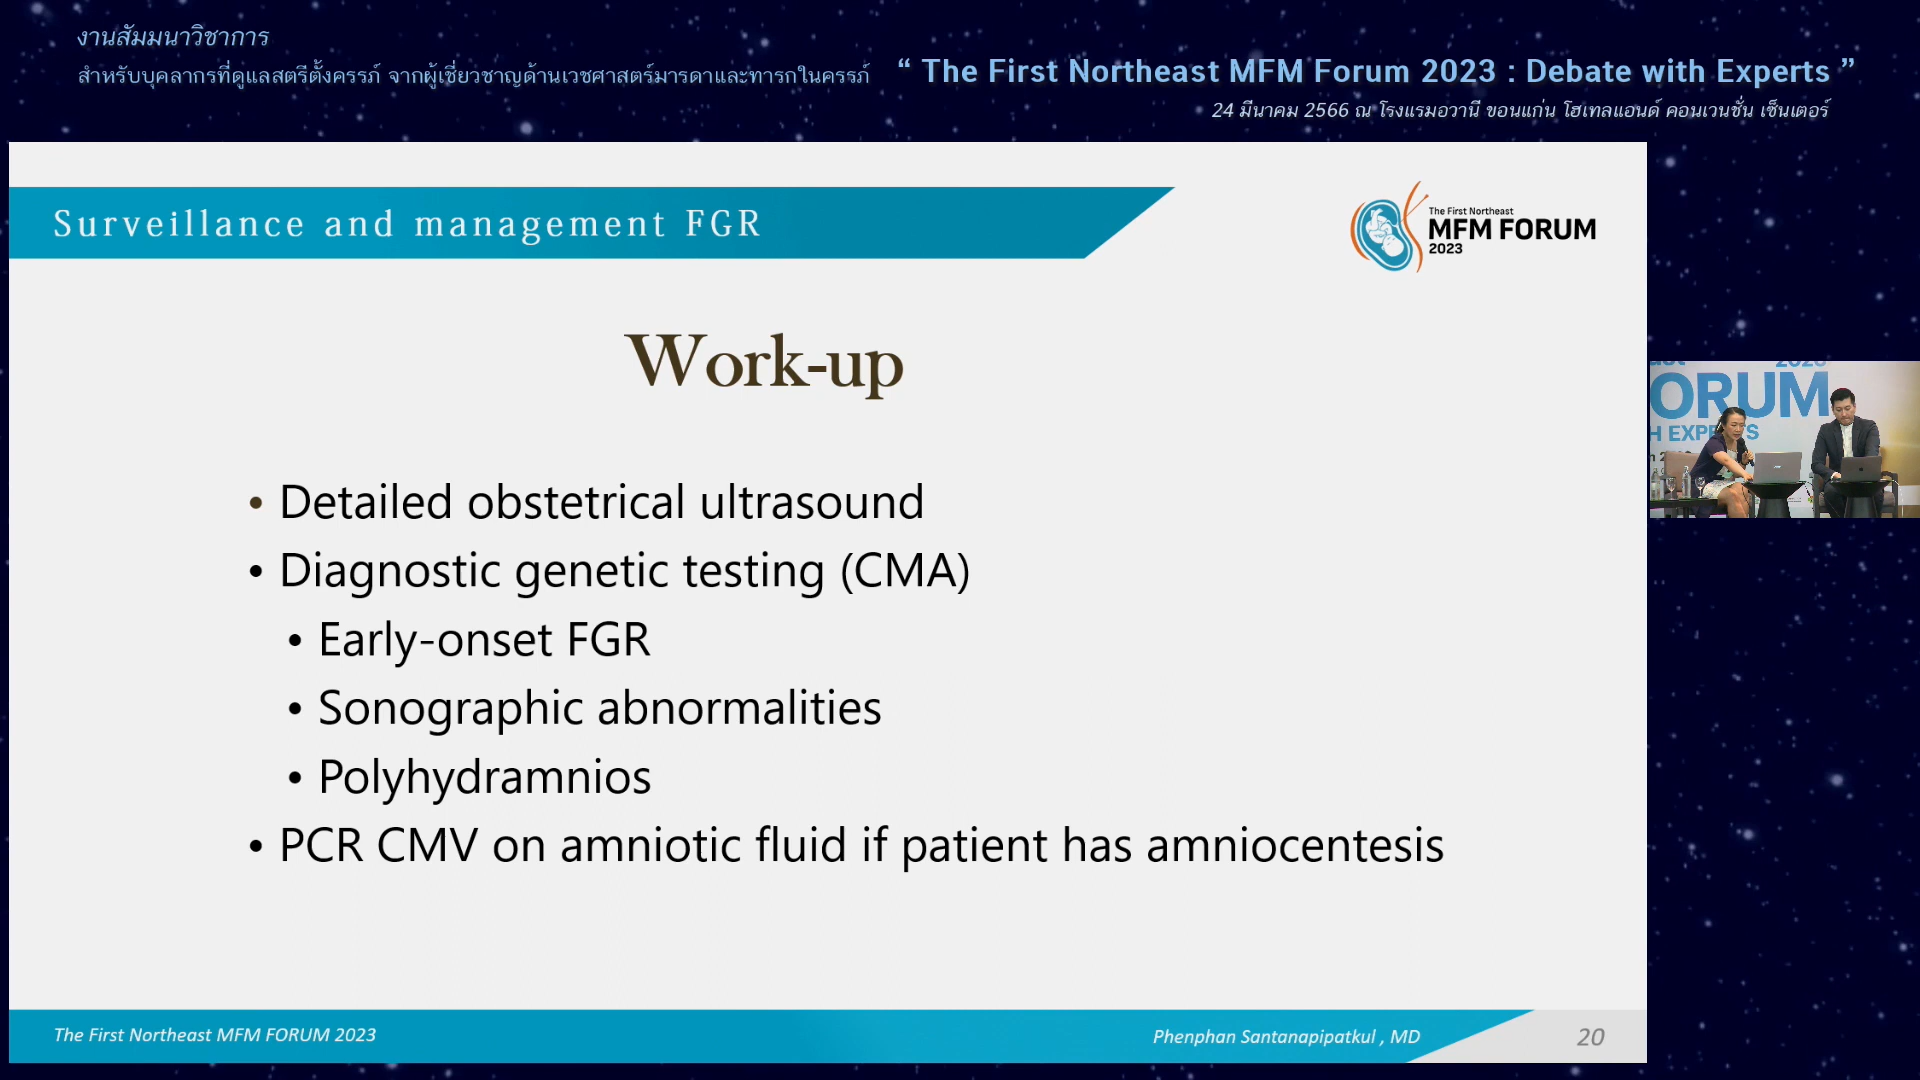 งานสัมมนาวิชาการ
สำหรับบุคลากรที่ดูแลสตรีตั้งครรภ์ จากผู้เชี่ยวชาญด้านเวชศาสตร์มารดาและทารกในครรภ์
“ The First Northeast MFM Forum 2023 : Debate with Experts ”
24 มีนาคม 2566 ณ โรงแรมอวานี ขอนแก่น โฮเทลแอนด์ คอนเวนชั่น เซ็นเตอร์
Surveillance and management FGR
The First Northeast
MFM FORUM
2023
Work-up
• Detailed obstetrical ultrasound
• Diagnostic genetic testing (CMA)
• Early-onset FGR
• Sonographic abnormalities
• Polyhydramnios
• PCR CMV on amniotic fluid if patient has amniocentesis
ORUM
H EXPERTS
The First Northeast MFM FORUM 2023
Phenphan Santanapipatkul , MD
20